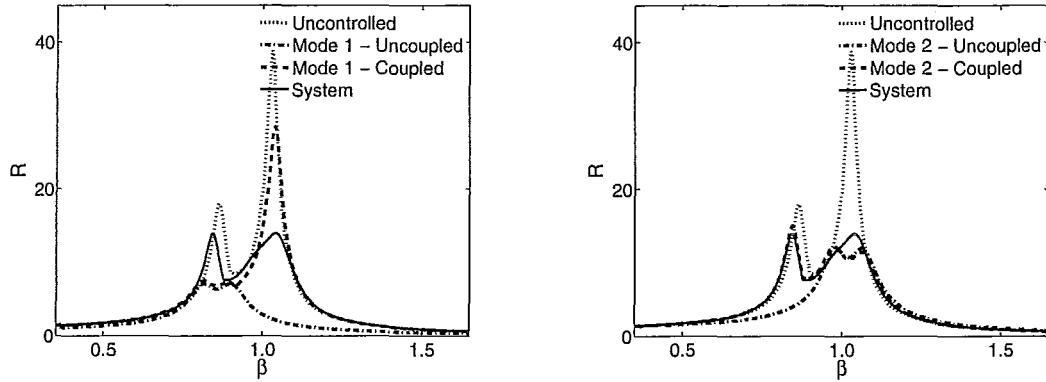 40
20
0
R
0.5
1.0
1.5
β
Uncontrolled
Mode 1 - Uncoupled
Mode 1 - Coupled
System
40
20
0
R
0.5
1.0
1.5
β
Uncontrolled
Mode 2 - Uncoupled
Mode 2 - Coupled
System